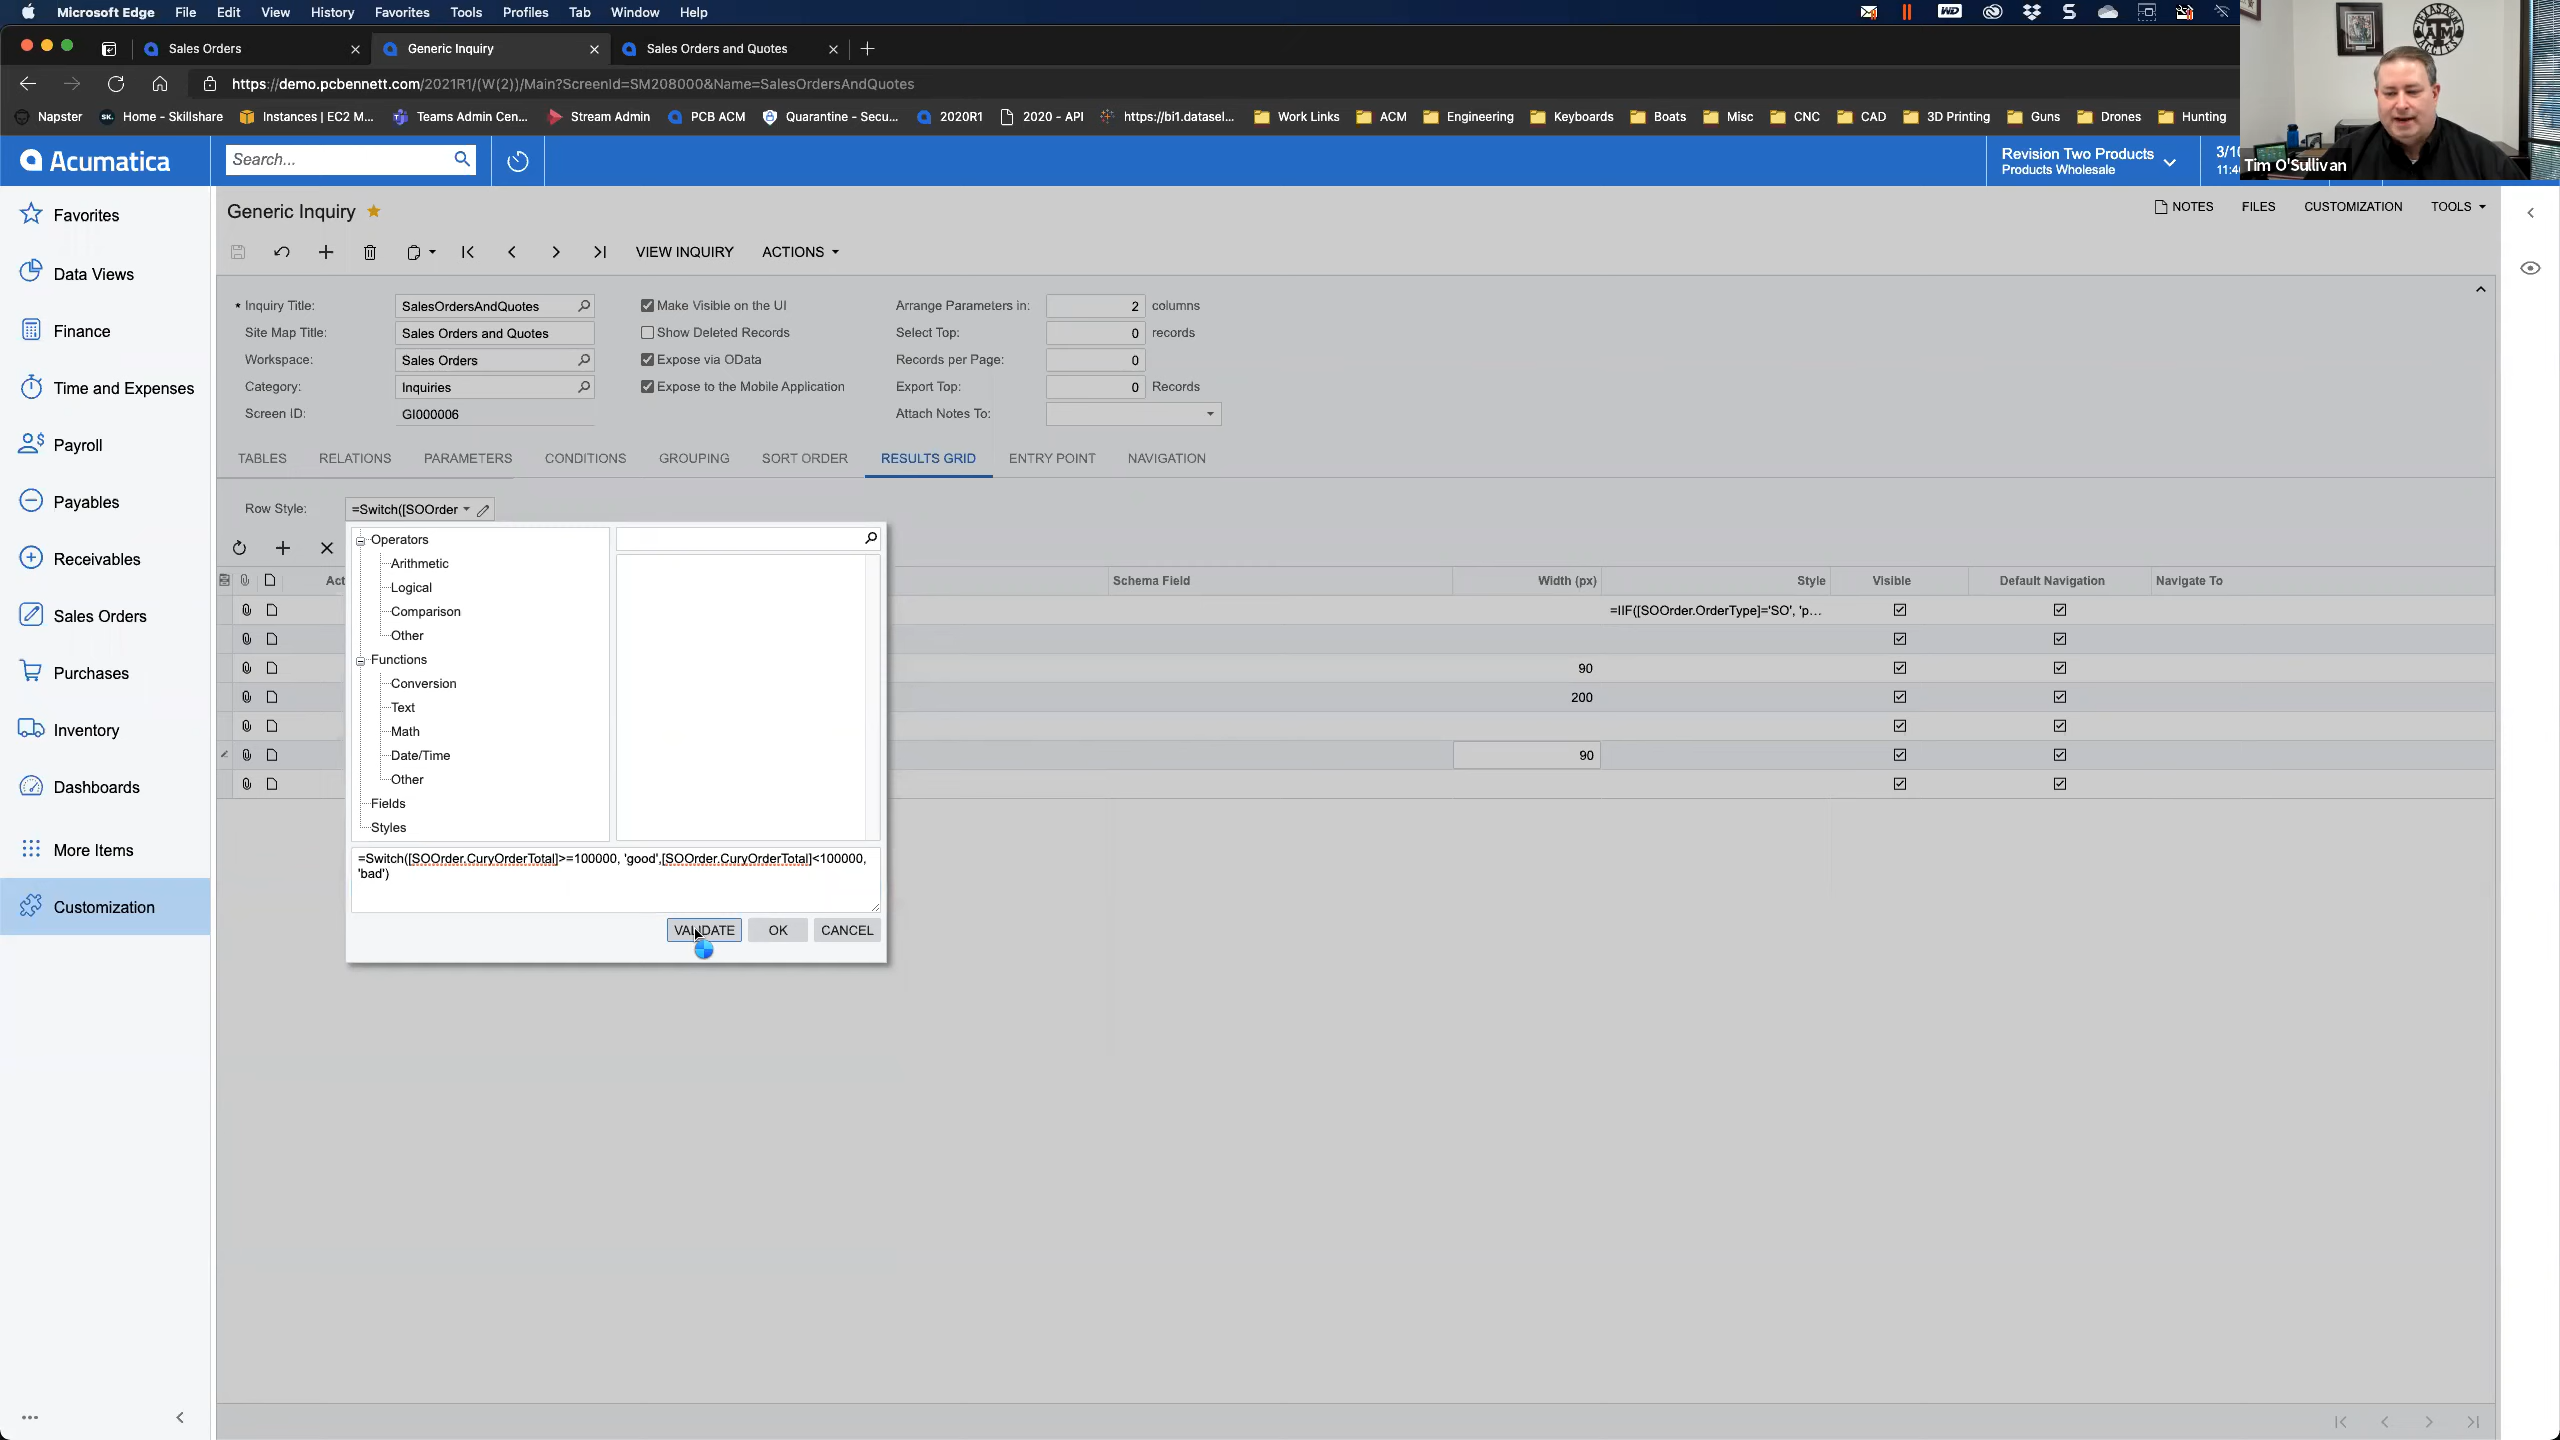 Microsoft Edge File Edit View History Favorites Tools Profiles Tab Window Help
Sales Orders Generic Inquiry Sales Orders and Quotes
https://demo.pcbennett.com/2021R1/(W(2))/Main?ScreenId=SM208000&Name=SalesOrdersAndQuotes
Napster Home - Skillshare Instances | EC2 M... Teams Admin Cen... Stream Admin PCB ACM Quarantine - Secu... 2020R1 2020 - API https://bi1.datasel... Work Links ACM Engineering Keyboards Boats Misc CNC CAD 3D Printing Guns Drones Hunting
Acumatica Search... Revision Two Products 3/1
Products Wholesale 11:4
Tim O'Sullivan
Favorites
Data Views
Finance
Time and Expenses
Payroll
Payables
Receivables
Sales Orders
Purchases
Inventory
Dashboards
More Items
Customization
Generic Inquiry NOTES FILES CUSTOMIZATION TOOLS
VIEW INQUIRY ACTIONS
* Inquiry Title: SalesOrdersAndQuotes Make Visible on the UI Arrange Parameters in: 2 columns
Site Map Title: Sales Orders and Quotes Show Deleted Records Select Top: 0 records
Workspace: Sales Orders Expose via OData Records per Page: 0
Category: Inquiries Expose to the Mobile Application Export Top: 0 Records
Screen ID: GI000006 Attach Notes To:
TABLES RELATIONS PARAMETERS CONDITIONS GROUPING SORT ORDER RESULTS GRID ENTRY POINT NAVIGATION
Row Style: =Switch([SOOrder
Act Schema Field Width (px) Style Visible Default Navigation Navigate To
=IIF([SOOrder.OrderType]='SO', 'p...
90
200
90
Operators
Arithmetic
Logical
Comparison
Other
Functions
Conversion
Text
Math
Date/Time
Other
Fields
Styles
=Switch([SOOrder.CuryOrderTotal]>=100000, 'good',[SOOrder.CuryOrderTotal]<100000,
'bad')
VALIDATE OK CANCEL